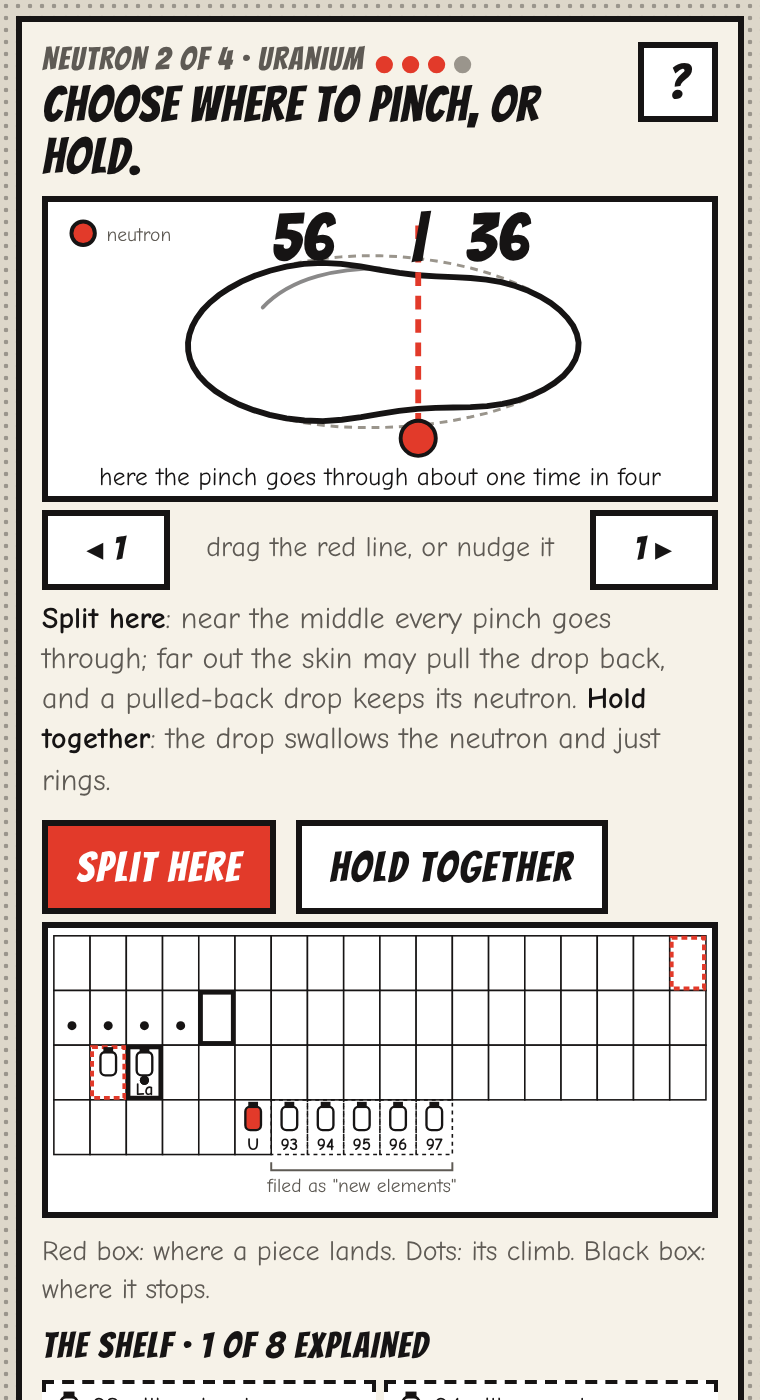 NEUTRON 2 OF 4 · URANIUM
?
CHOOSE WHERE TO PINCH, OR
HOLD.
neutron
56 / 36
here the pinch goes through about one time in four
◀ 1
drag the red line, or nudge it
1 ▶
Split here: near the middle every pinch goes
through; far out the skin may pull the drop back,
and a pulled-back drop keeps its neutron. Hold
together: the drop swallows the neutron and just
rings.
SPLIT HERE
HOLD TOGETHER
La
U 93 94 95 96 97
filed as "new elements"
Red box: where a piece lands. Dots: its climb. Black box:
where it stops.
THE SHELF · 1 OF 8 EXPLAINED